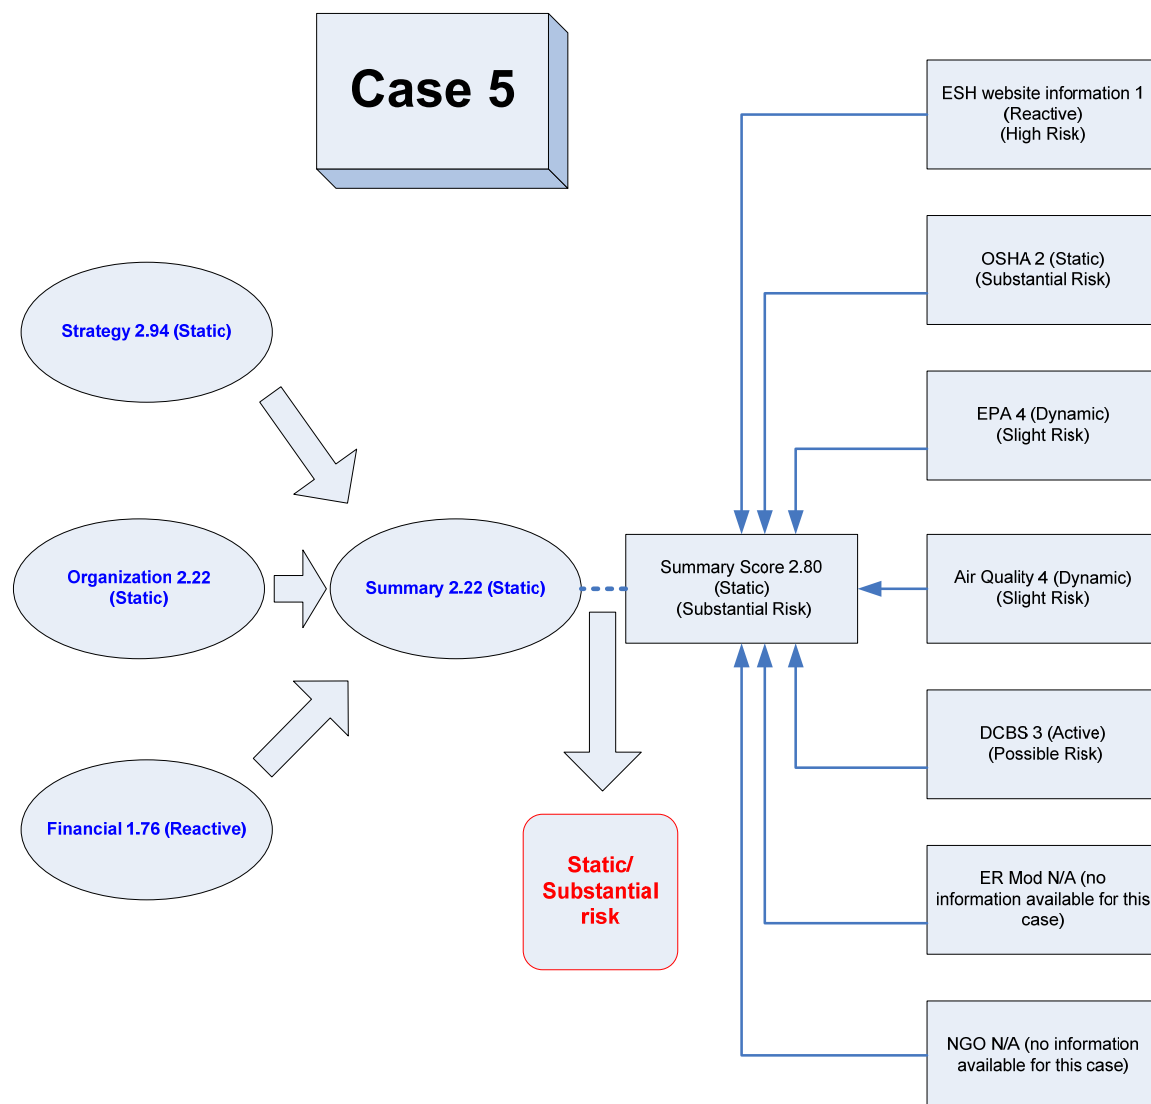 Case 5
ESH website information 1
(Reactive)
(High Risk)
OSHA 2 (Static)
(Substantial Risk)
Strategy 2.94 (Static)
EPA 4 (Dynamic)
(Slight Risk)
Organization 2.22
(Static)
Summary 2.22 (Static)
Summary Score 2.80
(Static)
(Substantial Risk)
Air Quality 4 (Dynamic)
(Slight Risk)
DCBS 3 (Active)
(Possible Risk)
Financial 1.76 (Reactive)
Static/
Substantial
risk
ER Mod N/A (no
information available for this
case)
NGO N/A (no information
available for this case)